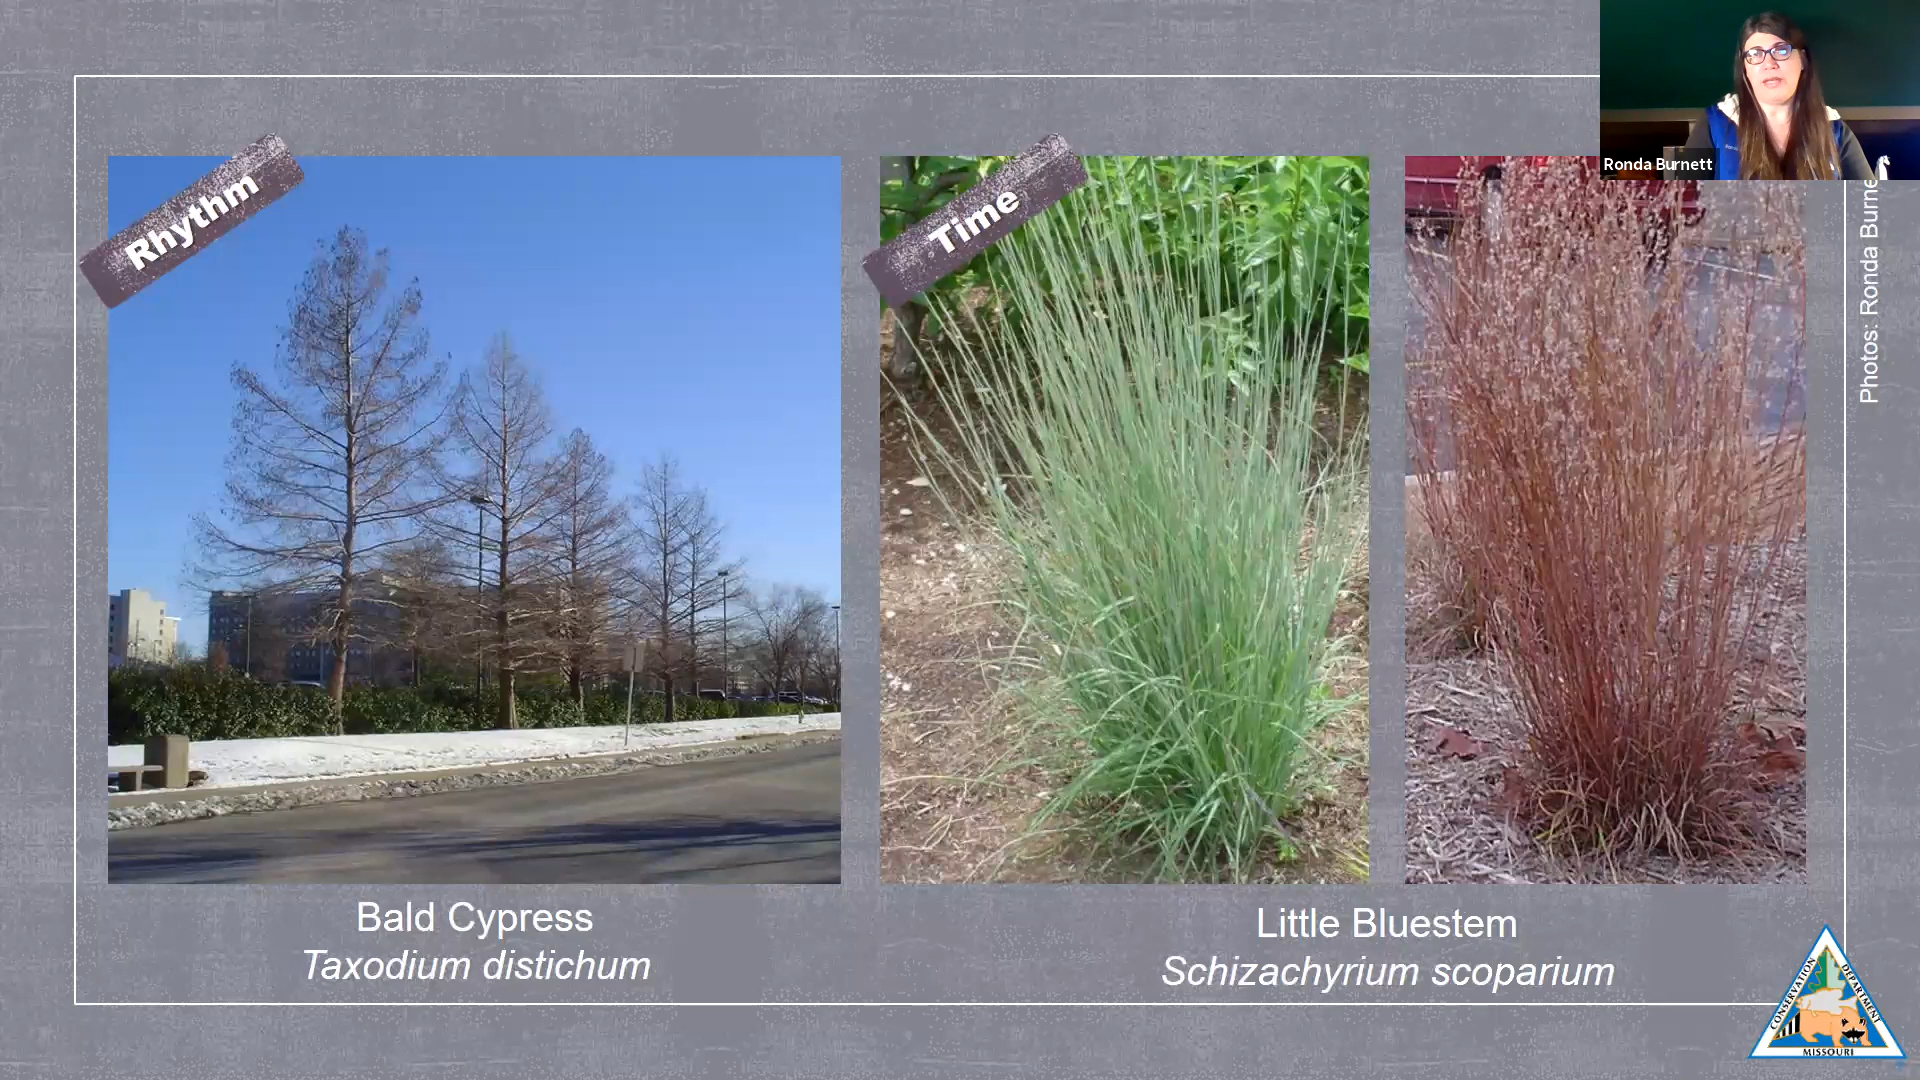 Rhythm
Time
Ronda Burnett
Photos: Ronda Burne
Bald Cypress
Taxodium distichum
Little Bluestem
Schizachyrium scoparium
CONSERVATION
DEPARTMENT
MISSOURI